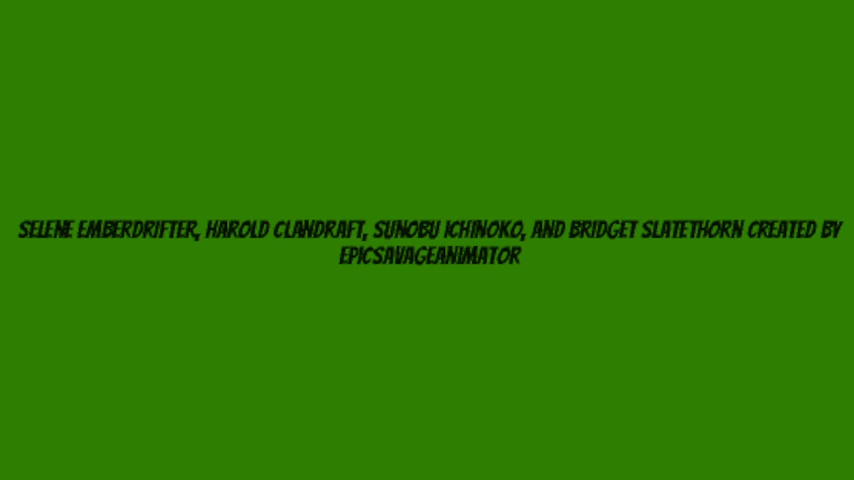 SELENE EMBERDRIFTER, HAROLD CLANDRAFT, SUNOBU ICHINOKO, AND BRIDGET SLATETHORN CREATED BY
EPICSAVAGEANIMATOR